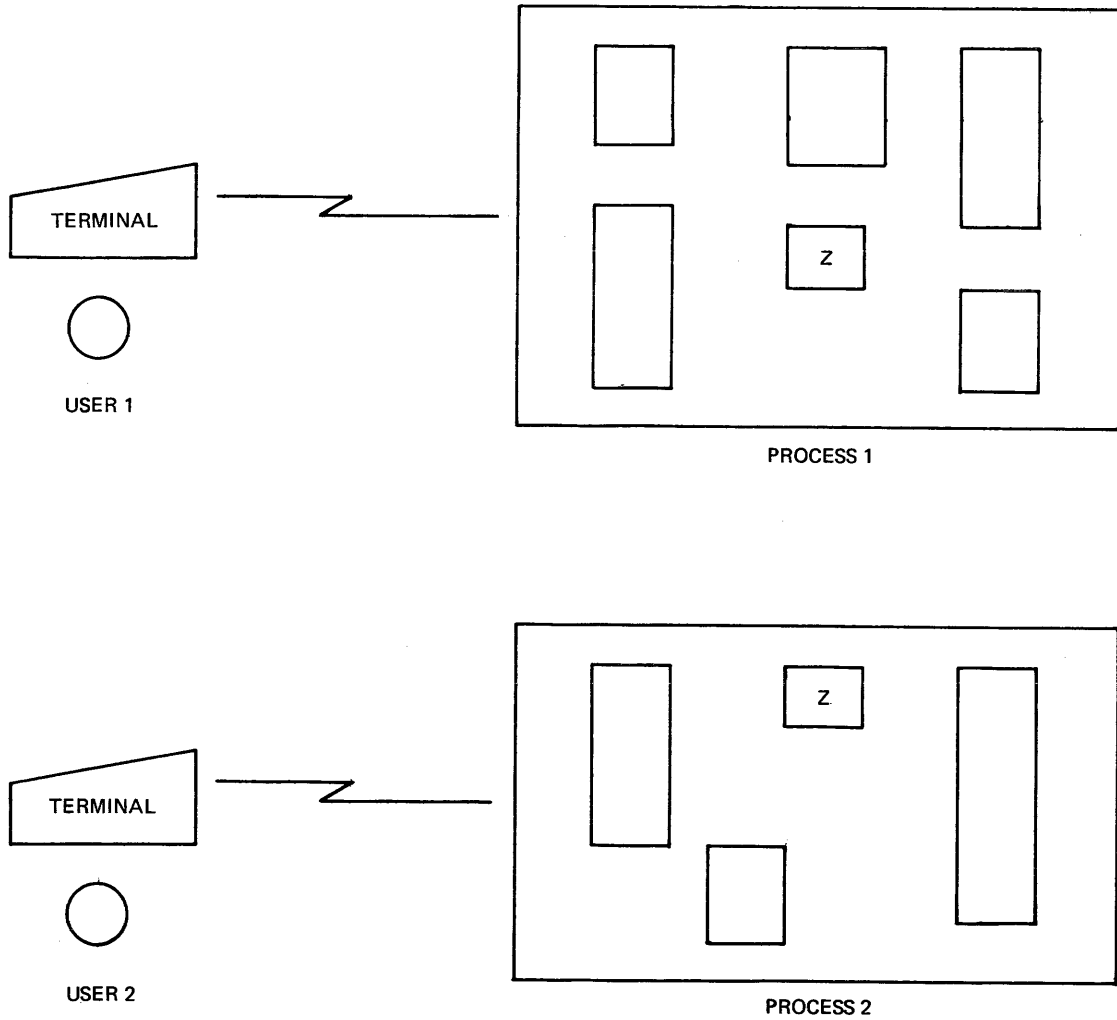 TERMINAL
USER 1
Z
PROCESS 1
TERMINAL
USER 2
Z
PROCESS 2